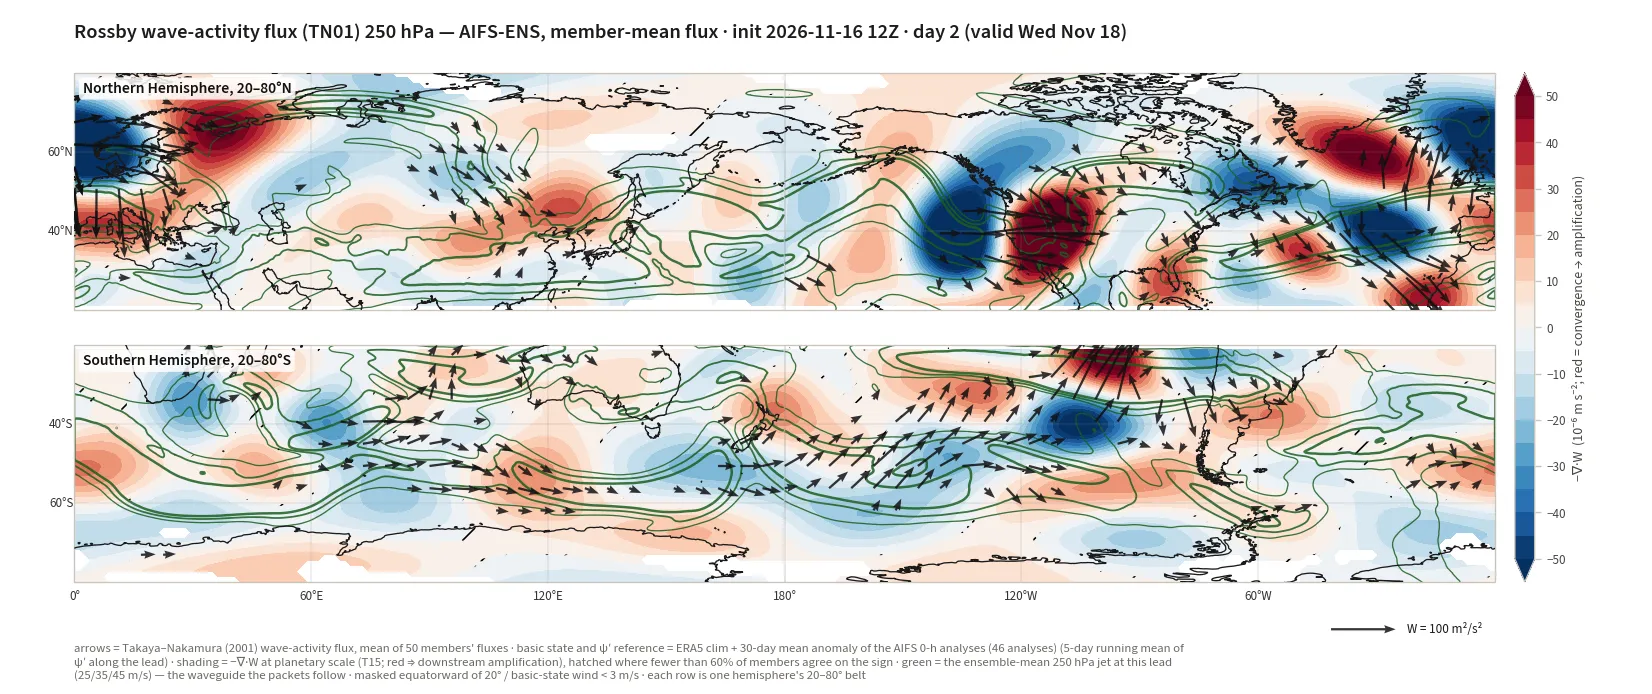 Rossby wave-activity flux (TN01) 250 hPa — AIFS-ENS, member-mean flux · init 2026-11-16 12Z · day 2 (valid Wed Nov 18)
Northern Hemisphere, 20–80°N
60°N
40°N
Southern Hemisphere, 20–80°S
40°S
60°S
0°
60°E
120°E
180°
120°W
60°W
50
40
30
20
10
0
−10
−20
−30
−40
−50
−∇·W (10⁻⁶ m s⁻²; red = convergence → amplification)
W = 100 m²/s²
arrows = Takaya–Nakamura (2001) wave-activity flux, mean of 50 members' fluxes · basic state and ψ' reference = ERA5 clim + 30-day mean anomaly of the AIFS 0-h analyses (46 analyses) (5-day running mean of
ψ' along the lead) · shading = −∇·W at planetary scale (T15; red ⇒ downstream amplification), hatched where fewer than 60% of members agree on the sign · green = the ensemble-mean 250 hPa jet at this lead
(25/35/45 m/s) — the waveguide the packets follow · masked equatorward of 20° / basic-state wind < 3 m/s · each row is one hemisphere's 20–80° belt